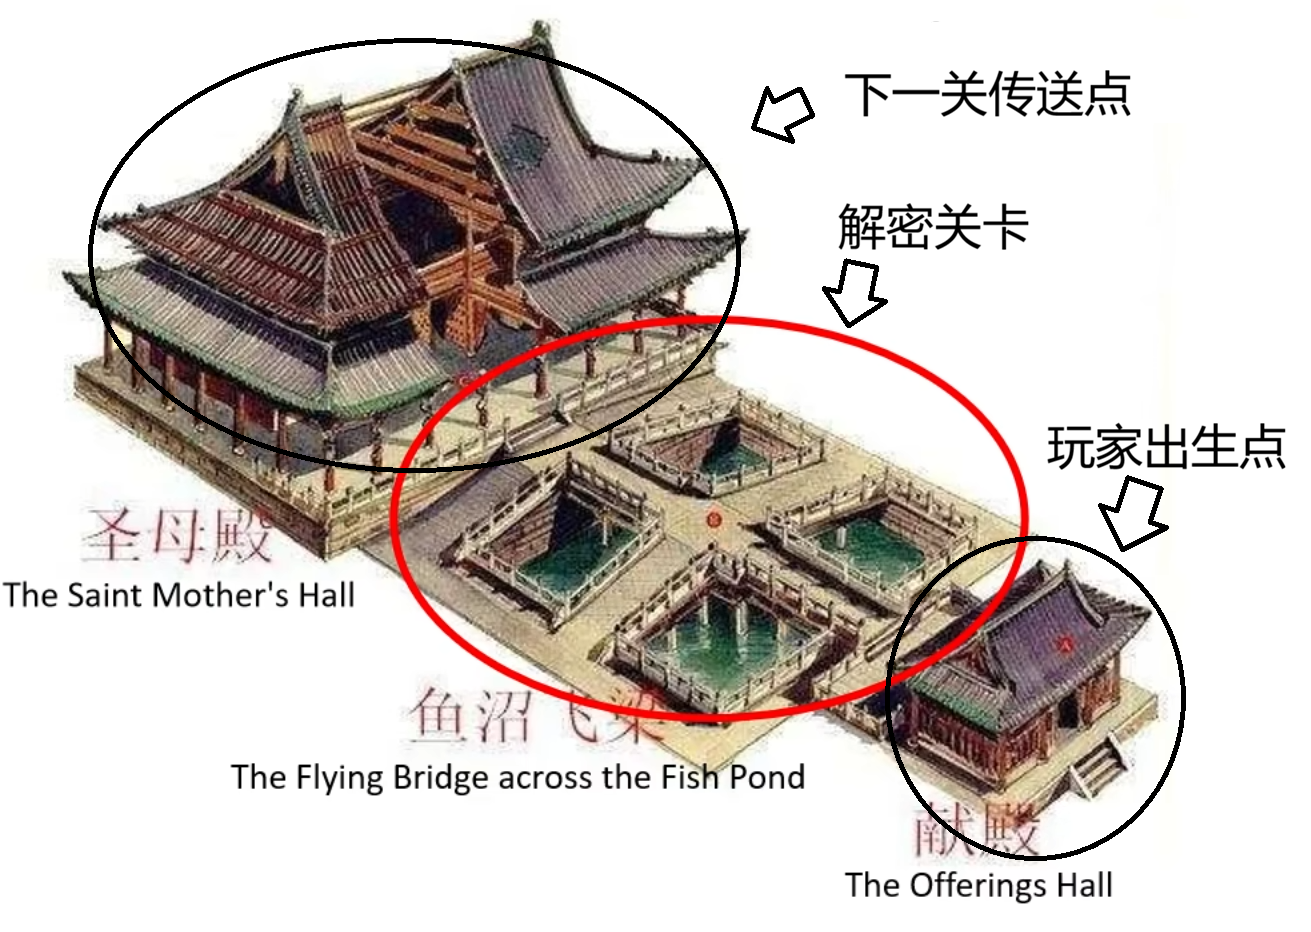 下一关传送点
解密关卡
玩家出生点
圣母殿
The Saint Mother's Hall
鱼沼飞梁
The Flying Bridge across the Fish Pond
献殿
The Offerings Hall
C
B
A